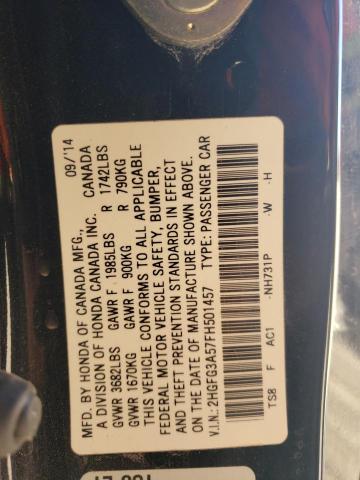 MFD. BY HONDA OF CANADA MFG., 09/'14
A DIVISION OF HONDA CANADA INC. CANADA
GVWR 3682LBS GAWR F 1985LBS R 1742LBS
GVWR 1670KG GAWR F 900KG R 790KG
THIS VEHICLE CONFORMS TO ALL APPLICABLE
FEDERAL MOTOR VEHICLE SAFETY, BUMPER,
AND THEFT PREVENTION STANDARDS IN EFFECT
ON THE DATE OF MANUFACTURE SHOWN ABOVE.
V.I.N.: 2HGFG3A57FH501457 TYPE: PASSENGER CAR
TS8 F AC1 -NH731P -W -H